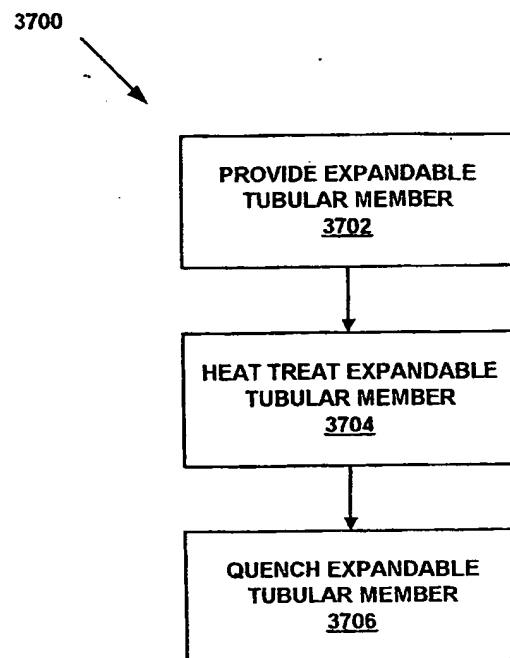 3700
PROVIDE EXPANDABLE
TUBULAR MEMBER
3702
HEAT TREAT EXPANDABLE
TUBULAR MEMBER
3704
QUENCH EXPANDABLE
TUBULAR MEMBER
3706